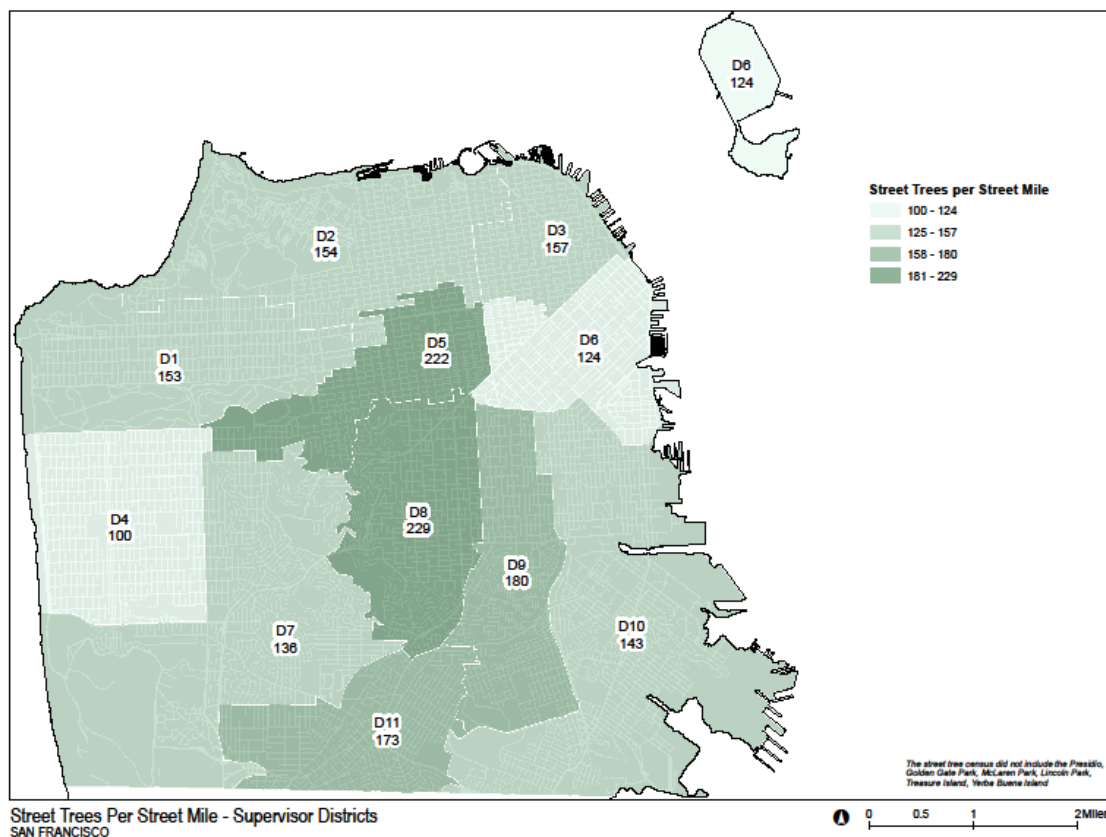 D6
124
D2
154
D3
157
Street Trees per Street Mile
100 - 124
125 - 157
158 - 180
181 - 229
D1
153
D5
222
D6
124
D4
100
D8
229
D9
180
D7
136
D10
143
D11
173
The street tree census did not include the Presidio,
Golden Gate Park, McLaren Park, Lincoln Park,
Treasure Island, Yerba Buena Island
Street Trees Per Street Mile - Supervisor Districts
SAN FRANCISCO
0 0.5 1 2Miles